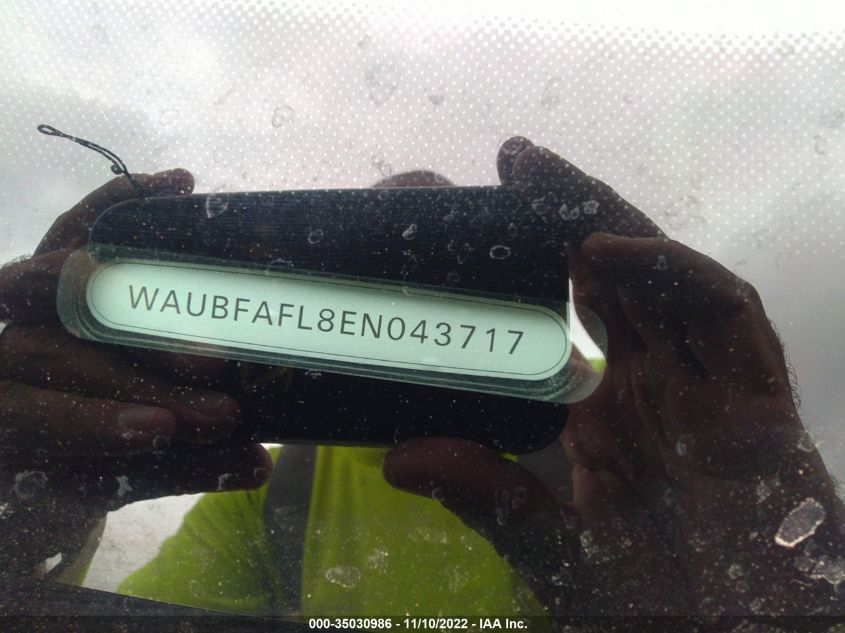 WAUBFAFL8EN043717
000-35030986 - 11/10/2022 - IAA Inc.